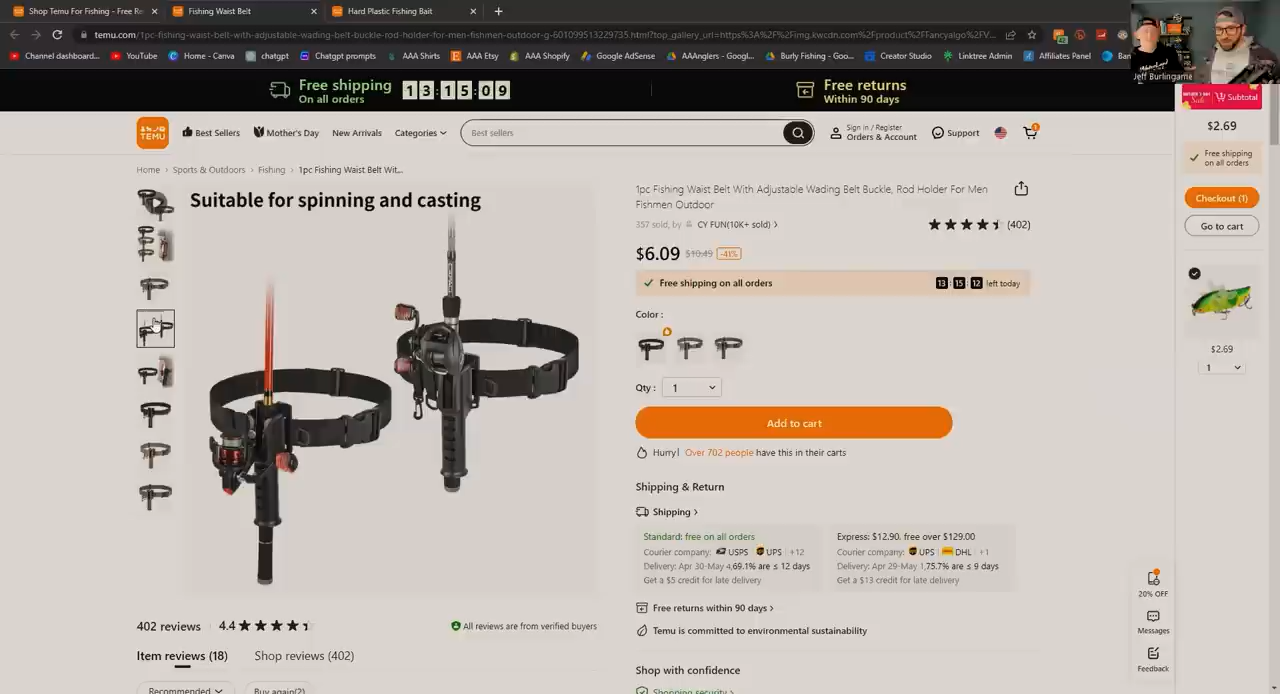 Shop Temu For Fishing - Free Re
Fishing Waist Belt
Hard Plastic Fishing Bait
temu.com/1pc-fishing-waist-belt-with-adjustable-wading-belt-buckle-rod-holder-for-men-fishmen-outdoor-g-601099513229735.html?top_gallery_url=https%3A%2F%2Fimg.kwcdn.com%2Fproduct%2Ffancyalgo%2FV...
Channel dashboard...
YouTube
Home - Canva
chatgpt
Chatgpt prompts
AAA Shirts
AAA Etsy
AAA Shopify
Google AdSense
AAAnglers - Googl...
Burly Fishing - Goo...
Creator Studio
Linktree Admin
Affiliates Panel
Ban
Jeff Burlingame
Free shipping
On all orders
13 15 09
Free returns
Within 90 days
Subtotal
TEMU
Best Sellers
Mother's Day
New Arrivals
Categories
Best sellers
Sign in / Register
Orders & Account
Support
$2.69
Free shipping
on all orders
Checkout (1)
Go to cart
$2.69
1
Home > Sports & Outdoors > Fishing > 1pc Fishing Waist Belt Wit...
Suitable for spinning and casting
1pc Fishing Waist Belt With Adjustable Wading Belt Buckle, Rod Holder For Men
Fishmen Outdoor
357 sold, by CY FUN(10K+ sold) >
(402)
$6.09 $10.49 -41%
Free shipping on all orders
13 15 12 left today
Color :
Qty : 1
Add to cart
Hurry! Over 702 people have this in their carts
Shipping & Return
Shipping >
Standard: free on all orders
Courier company: USPS UPS +12
Delivery: Apr 30-May 4,69.1% are ≤ 12 days
Get a $5 credit for late delivery
Express: $12.90, free over $129.00
Courier company: UPS DHL +1
Delivery: Apr 29-May 1,75.7% are ≤ 9 days
Get a $13 credit for late delivery
Free returns within 90 days >
Temu is committed to environmental sustainability
Shop with confidence
Shopping security >
402 reviews 4.4
All reviews are from verified buyers
Item reviews (18)
Shop reviews (402)
Recommended
Buy again(2)
20% OFF
Messages
Feedback